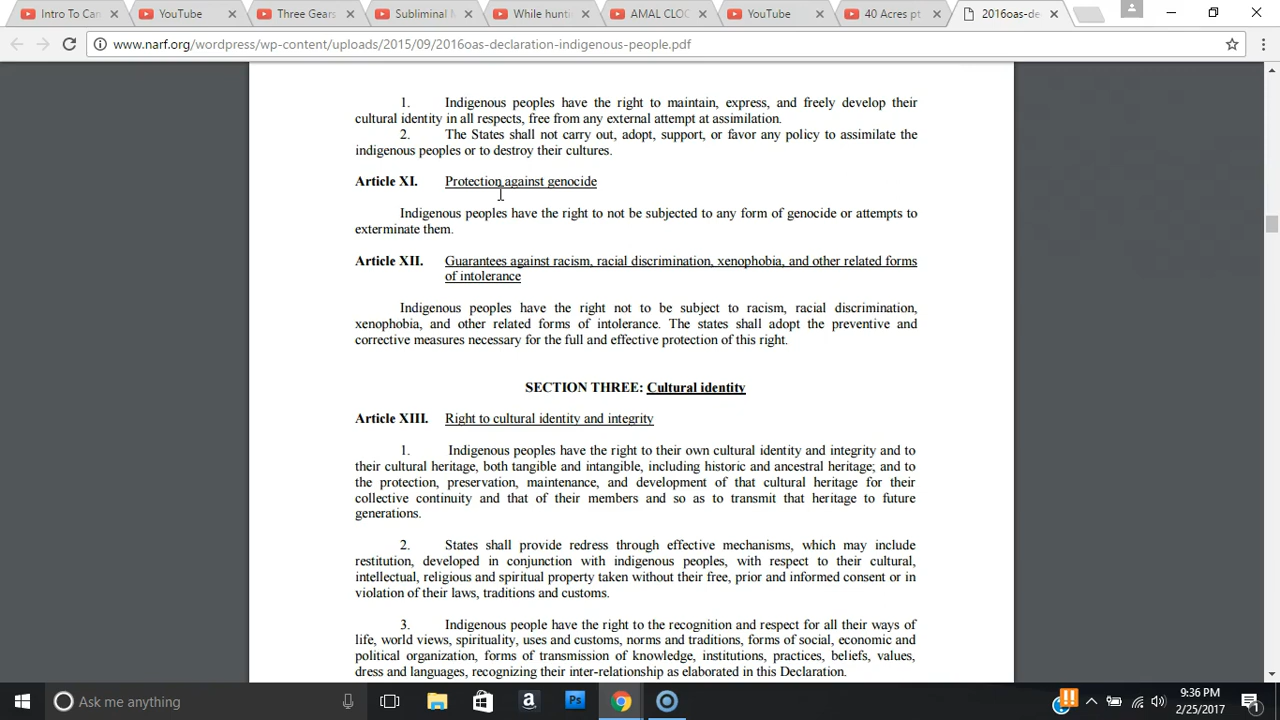 Intro To Can
YouTube
Three Gears
Subliminal M
While hunti
AMAL CLOC
YouTube
40 Acres pt
2016oas-de
www.narf.org/wordpress/wp-content/uploads/2015/09/2016oas-declaration-indigenous-people.pdf
1. Indigenous peoples have the right to maintain, express, and freely develop their
cultural identity in all respects, free from any external attempt at assimilation.
2. The States shall not carry out, adopt, support, or favor any policy to assimilate the
indigenous peoples or to destroy their cultures.
Article XI. Protection against genocide
Indigenous peoples have the right to not be subjected to any form of genocide or attempts to
exterminate them.
Article XII. Guarantees against racism, racial discrimination, xenophobia, and other related forms
of intolerance
Indigenous peoples have the right not to be subject to racism, racial discrimination,
xenophobia, and other related forms of intolerance. The states shall adopt the preventive and
corrective measures necessary for the full and effective protection of this right.
SECTION THREE: Cultural identity
Article XIII. Right to cultural identity and integrity
1. Indigenous peoples have the right to their own cultural identity and integrity and to
their cultural heritage, both tangible and intangible, including historic and ancestral heritage; and to
the protection, preservation, maintenance, and development of that cultural heritage for their
collective continuity and that of their members and so as to transmit that heritage to future
generations.
2. States shall provide redress through effective mechanisms, which may include
restitution, developed in conjunction with indigenous peoples, with respect to their cultural,
intellectual, religious and spiritual property taken without their free, prior and informed consent or in
violation of their laws, traditions and customs.
3. Indigenous people have the right to the recognition and respect for all their ways of
life, world views, spirituality, uses and customs, norms and traditions, forms of social, economic and
political organization, forms of transmission of knowledge, institutions, practices, beliefs, values,
dress and languages, recognizing their inter-relationship as elaborated in this Declaration.
Ask me anything
a
Ps
9:36 PM
2/25/2017
1